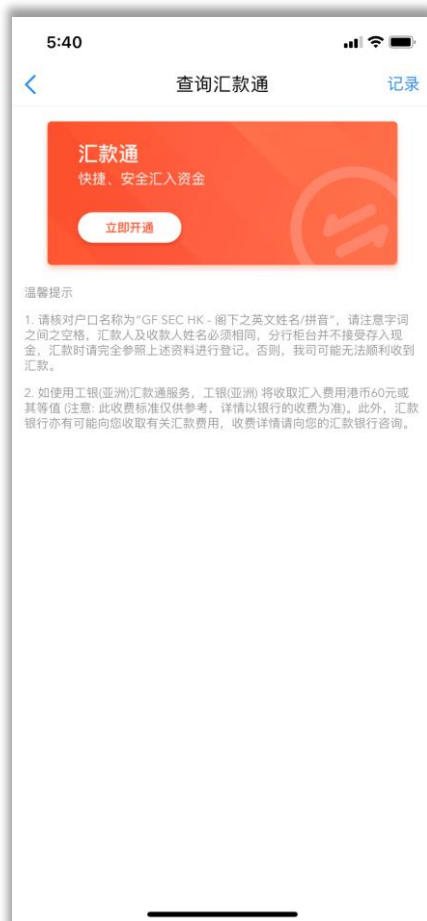 5:40
查询汇款通
记录
汇款通
快捷、安全汇入资金
立即开通
温馨提示
1. 请核对户口名称为“GF SEC HK - 阁下之英文姓名/拼音”，请注意字词
之间之空格，汇款人及收款人姓名必须相同，分行柜台并不接受存入现
金，汇款时请完全参照上述资料进行登记。否则，我司可能无法顺利收到
汇款。
2. 如使用工银(亚洲)汇款通服务，工银(亚洲) 将收取汇入费用港币60元或
其等值 (注意: 此收费标准仅供参考，详情以银行的收费为准)。此外，汇款
银行亦有可能向您收取有关汇款费用，收费详情请向您的汇款银行咨询。